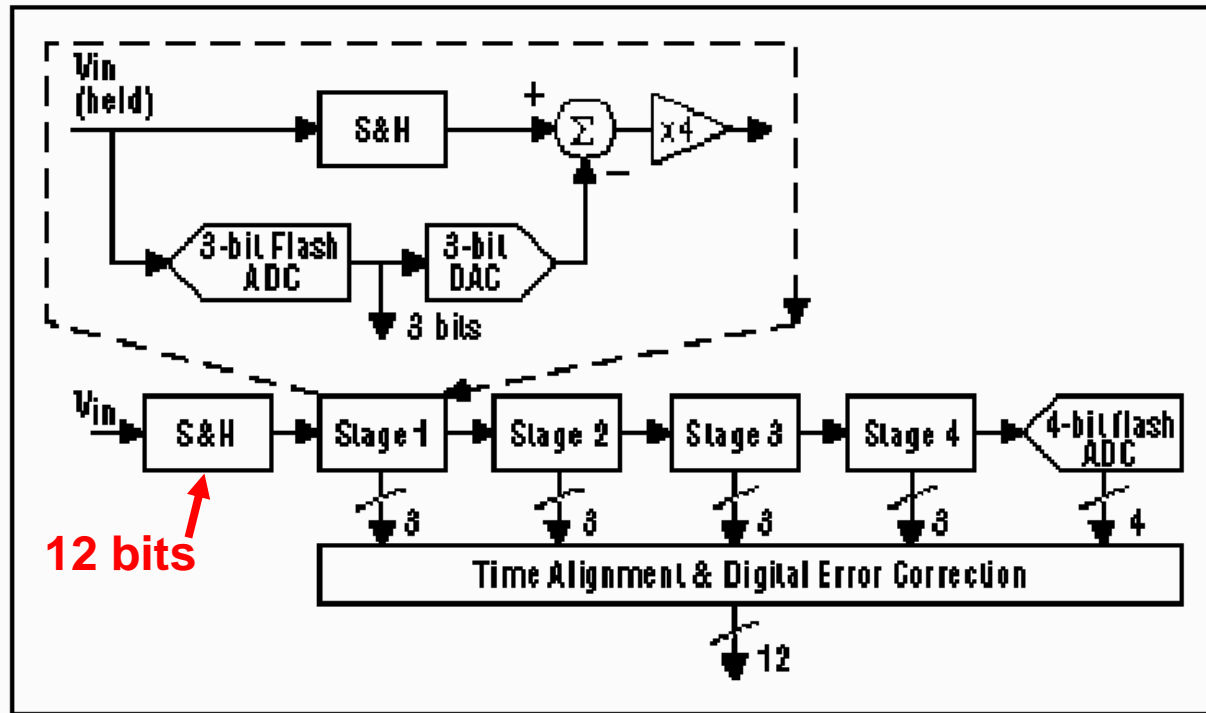 Vin
(held)
S&H
+
Σ
x4
−
3-bit Flash
ADC
3-bit
DAC
3 bits
Vin
S&H
Stage 1
Stage 2
Stage 3
Stage 4
4-bit flash
ADC
3
3
3
3
4
12 bits
Time Alignment & Digital Error Correction
12